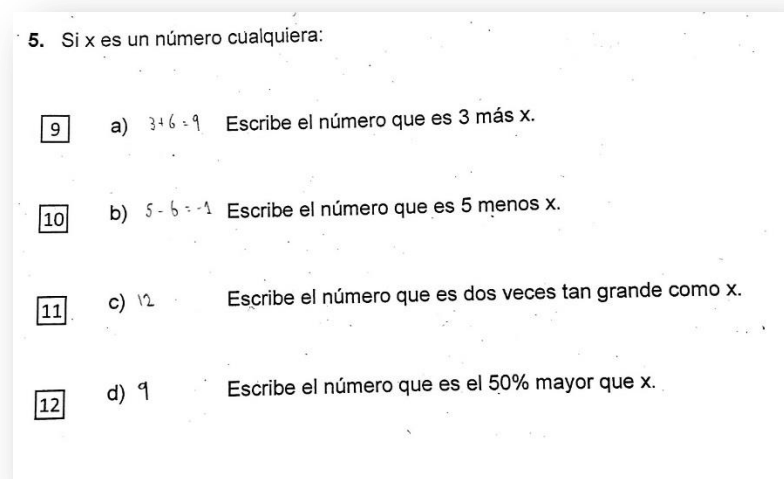 5. Si x es un número cualquiera:
9 a) 3+6=9 Escribe el número que es 3 más x.
10 b) 5-6=-1 Escribe el número que es 5 menos x.
11 c) 12 Escribe el número que es dos veces tan grande como x.
12 d) 9 Escribe el número que es el 50% mayor que x.